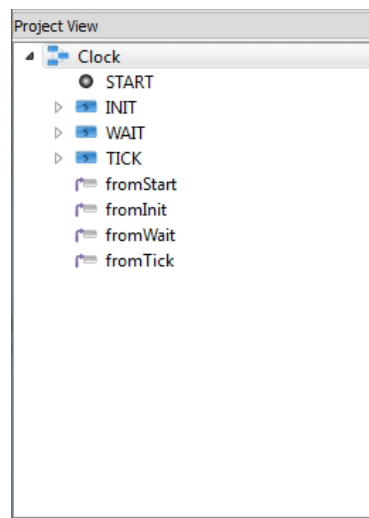 Project View
Clock
START
INIT
WAIT
TICK
fromStart
fromInit
fromWait
fromTick